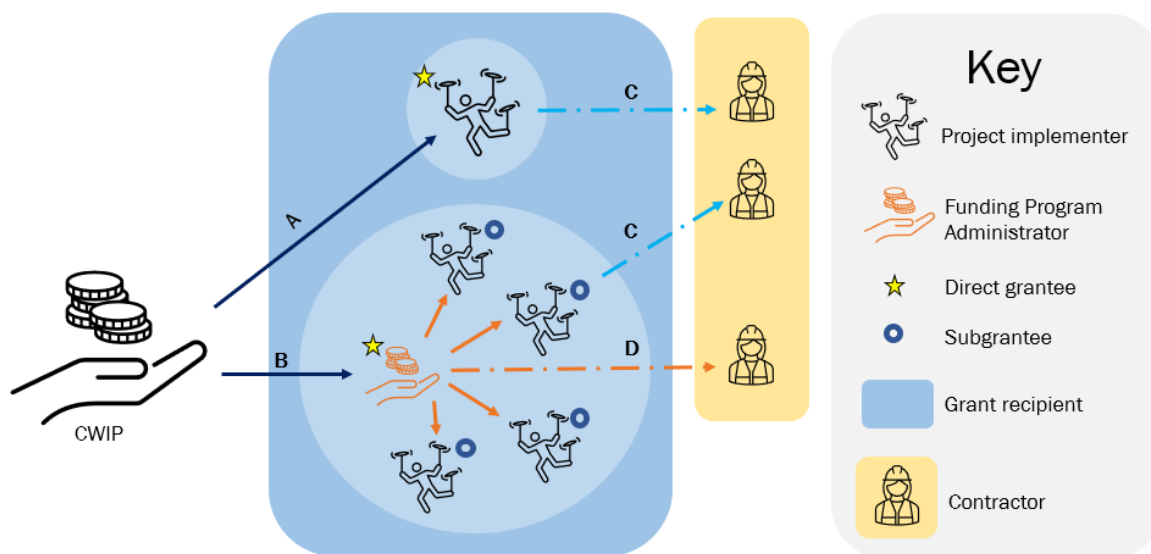 Key
C
Project implementer
A
C
Funding Program
Administrator
Direct grantee
Subgrantee
B
D
CWIP
Grant recipient
Contractor